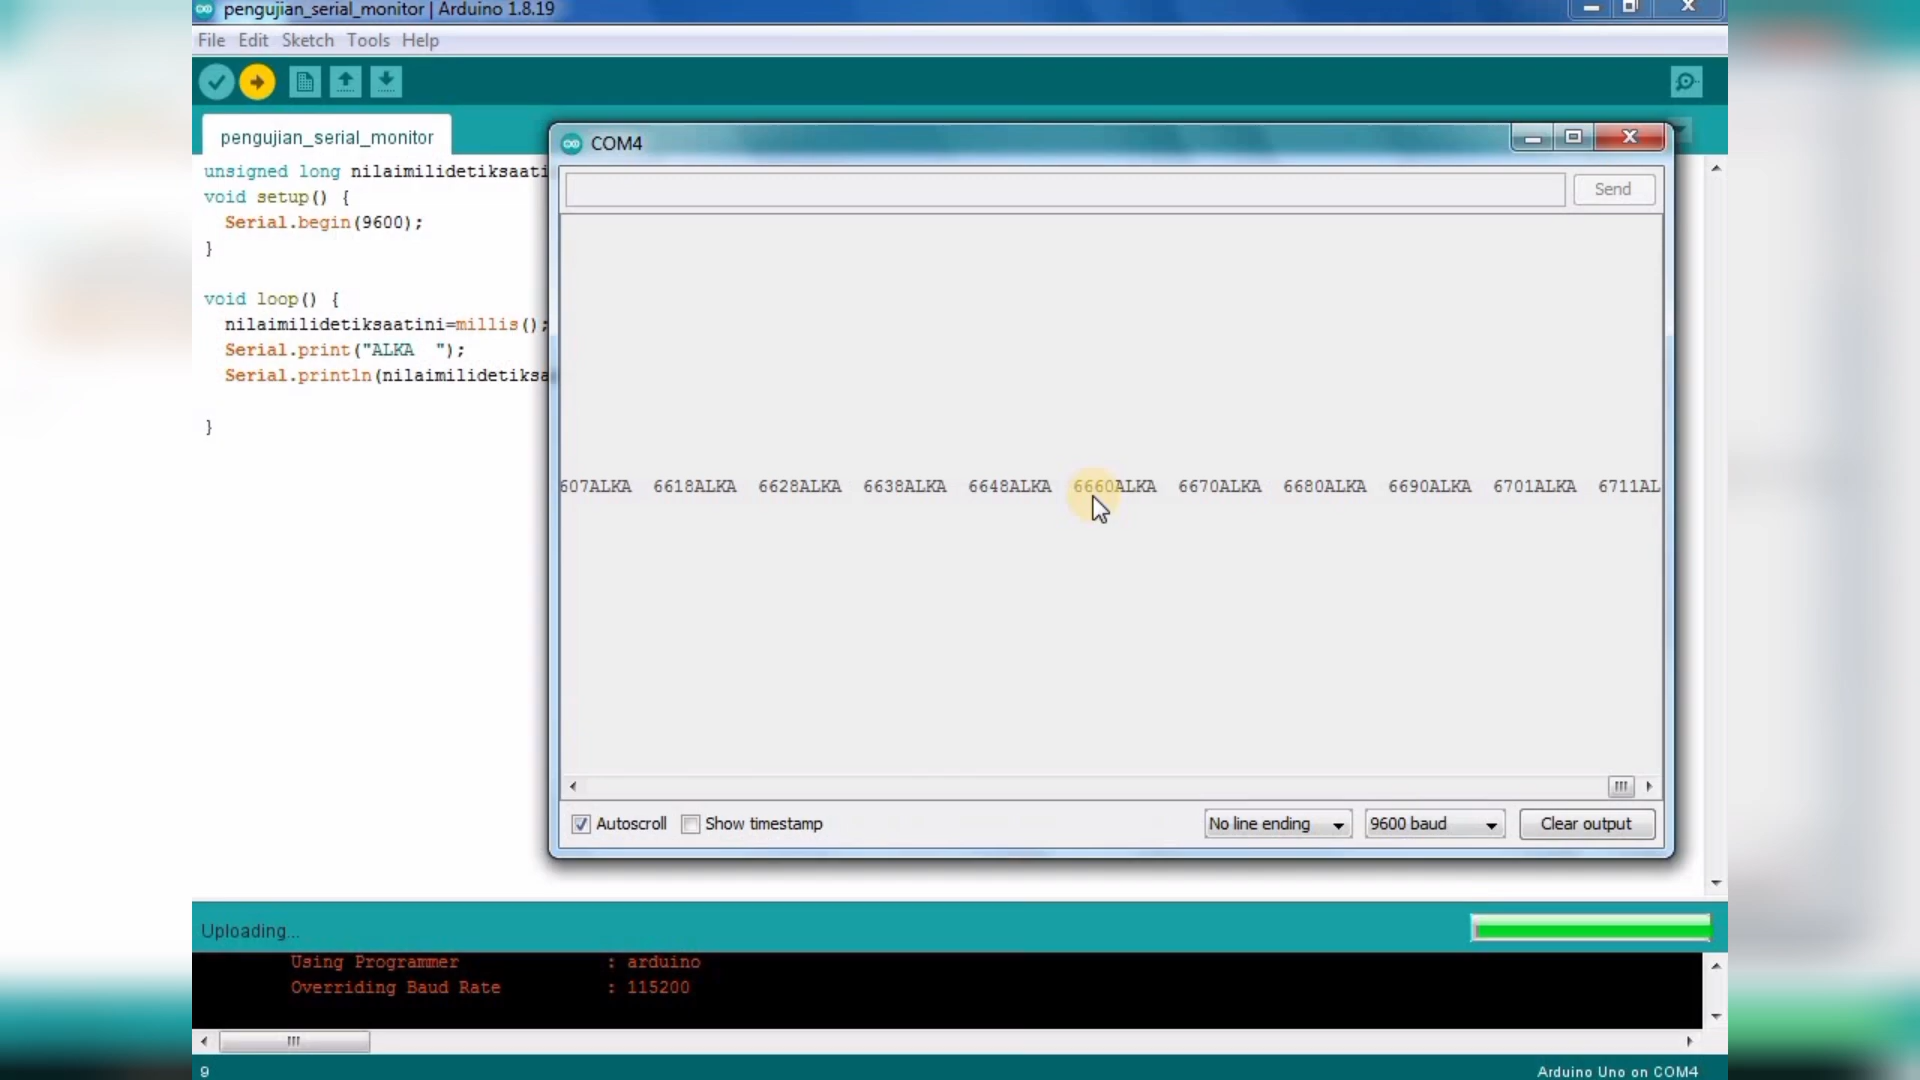 pengujian_serial_monitor | Arduino 1.8.19
File Edit Sketch Tools Help
pengujian_serial_monitor
unsigned long nilaimilidetiksaati
void setup() {
Serial.begin(9600);
}
void loop() {
nilaimilidetiksaatini=millis();
Serial.print("ALKA  ");
Serial.println(nilaimilidetiksa
}
COM4
Send
607ALKA 6618ALKA 6628ALKA 6638ALKA 6648ALKA 6660ALKA 6670ALKA 6680ALKA 6690ALKA 6701ALKA 6711AL
Autoscroll Show timestamp No line ending 9600 baud Clear output
Uploading...
Using Programmer : arduino
Overriding Baud Rate : 115200
9 Arduino Uno on COM4